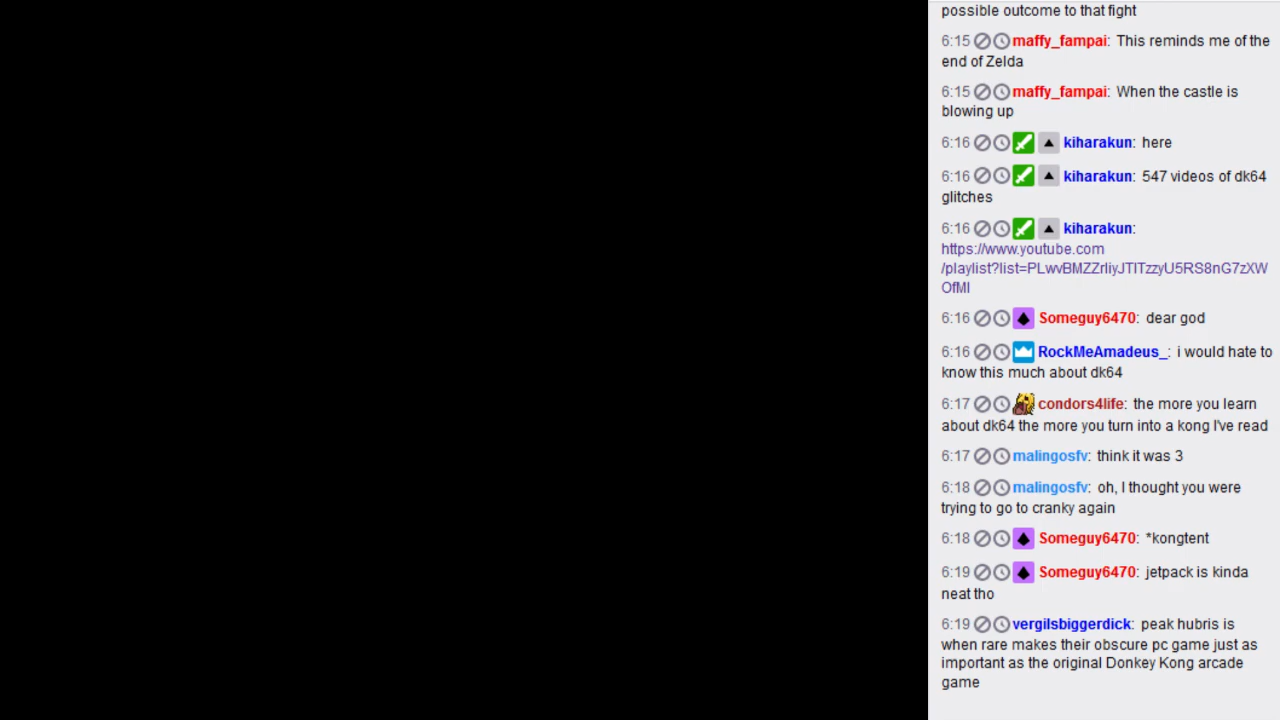 possible outcome to that fight
6:15 maffy_fampai: This reminds me of the
end of Zelda
6:15 maffy_fampai: When the castle is
blowing up
6:16 kiharakun: here
6:16 kiharakun: 547 videos of dk64
glitches
6:16 kiharakun:
https://www.youtube.com
/playlist?list=PLwvBMZZrliyJTITzzyU5RS8nG7zXW
OfMI
6:16 Someguy6470: dear god
6:16 RockMeAmadeus_: i would hate to
know this much about dk64
6:17 condors4life: the more you learn
about dk64 the more you turn into a kong I've read
6:17 malingosfv: think it was 3
6:18 malingosfv: oh, I thought you were
trying to go to cranky again
6:18 Someguy6470: *kongtent
6:19 Someguy6470: jetpack is kinda
neat tho
6:19 vergilsbiggerdick: peak hubris is
when rare makes their obscure pc game just as
important as the original Donkey Kong arcade
game